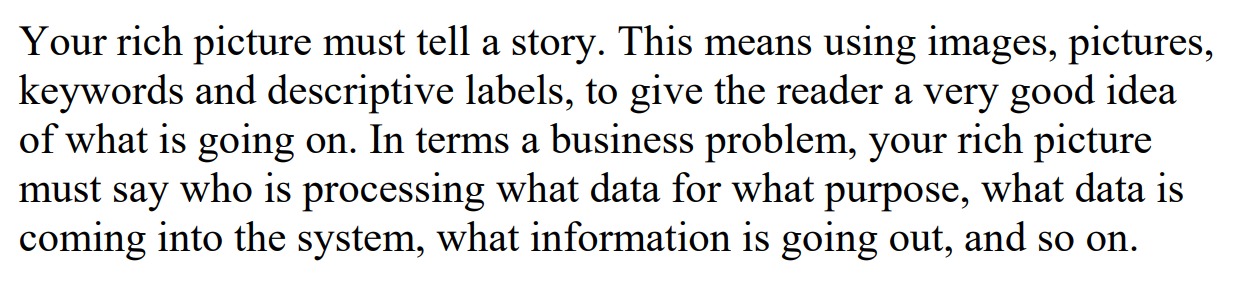 Your rich picture must tell a story. This means using images, pictures,
keywords and descriptive labels, to give the reader a very good idea
of what is going on. In terms a business problem, your rich picture
must say who is processing what data for what purpose, what data is
coming into the system, what information is going out, and so on.